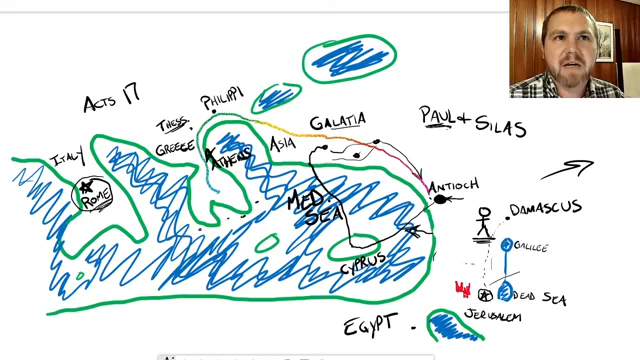 ACTS 17
PHILIPPI
THESS.
GREECE
ITALY
ROME
ATHENS
ASIA
GALATIA
PAUL & SILAS
ANTIOCH
MED.
SEA
CYPRUS
DAMASCUS
GALILEE
DEAD SEA
JERUSALEM
EGYPT